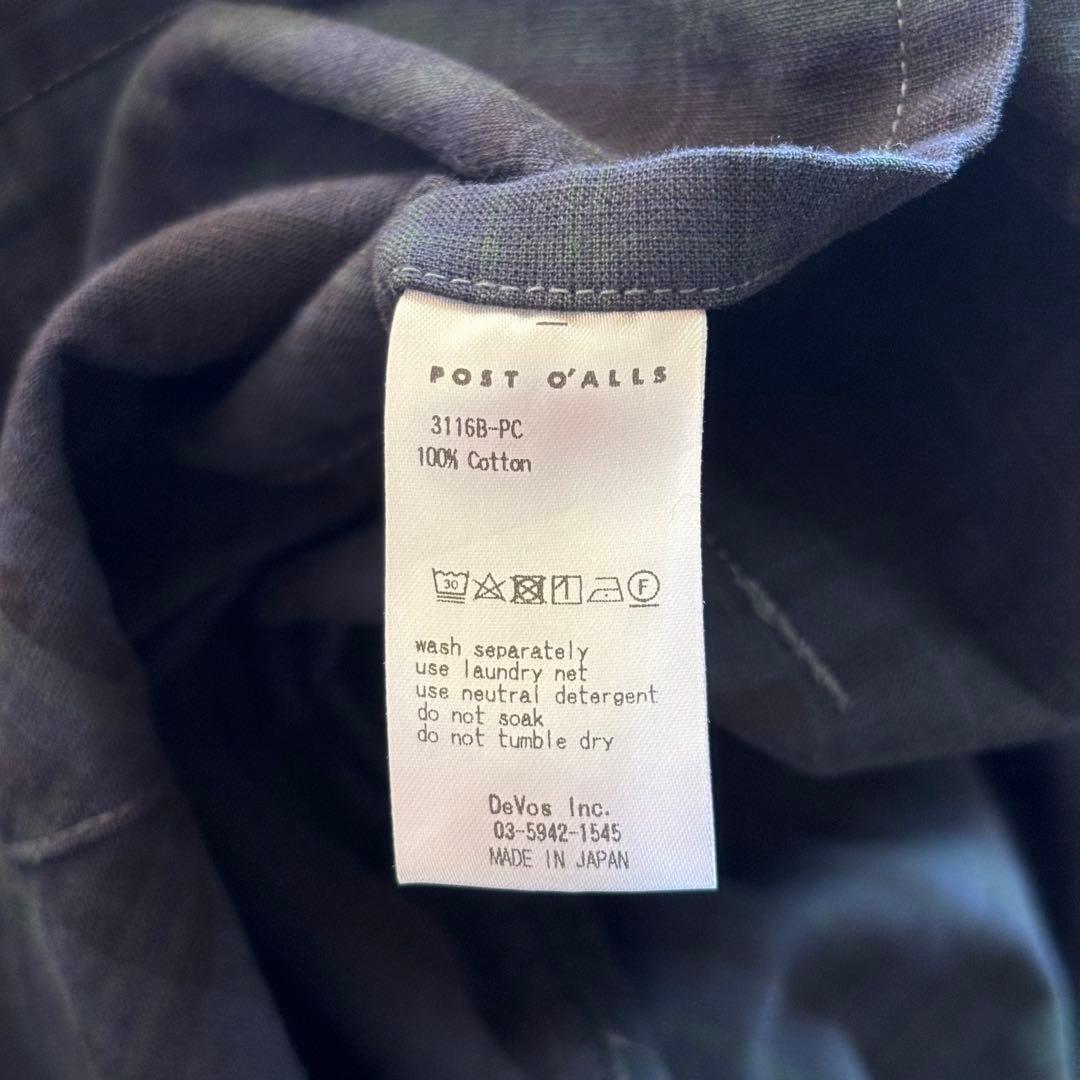 POST O'ALLS
3116B-PC
100% Cotton
30 F
wash separately
use laundry net
use neutral detergent
do not soak
do not tumble dry
DeVos Inc.
03-5942-1545
MADE IN JAPAN